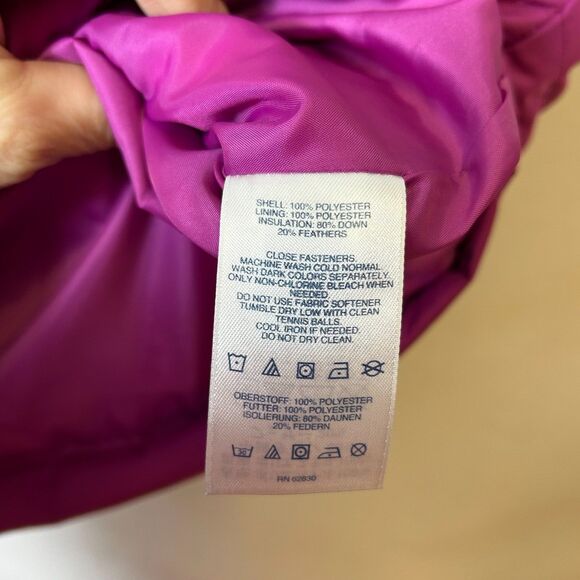 SHELL: 100% POLYESTER
LINING: 100% POLYESTER
INSULATION: 80% DOWN
20% FEATHERS
CLOSE FASTENERS.
MACHINE WASH COLD NORMAL
WASH DARK COLORS SEPARATELY.
ONLY NON-CHLORINE BLEACH WHEN
NEEDED.
DO NOT USE FABRIC SOFTENER
TUMBLE DRY LOW WITH CLEAN
TENNIS BALLS.
COOL IRON IF NEEDED.
DO NOT DRY CLEAN.
OBERSTOFF: 100% POLYESTER
FUTTER: 100% POLYESTER
ISOLIERUNG: 80% DAUNEN
20% FEDERN
30
RN 62830